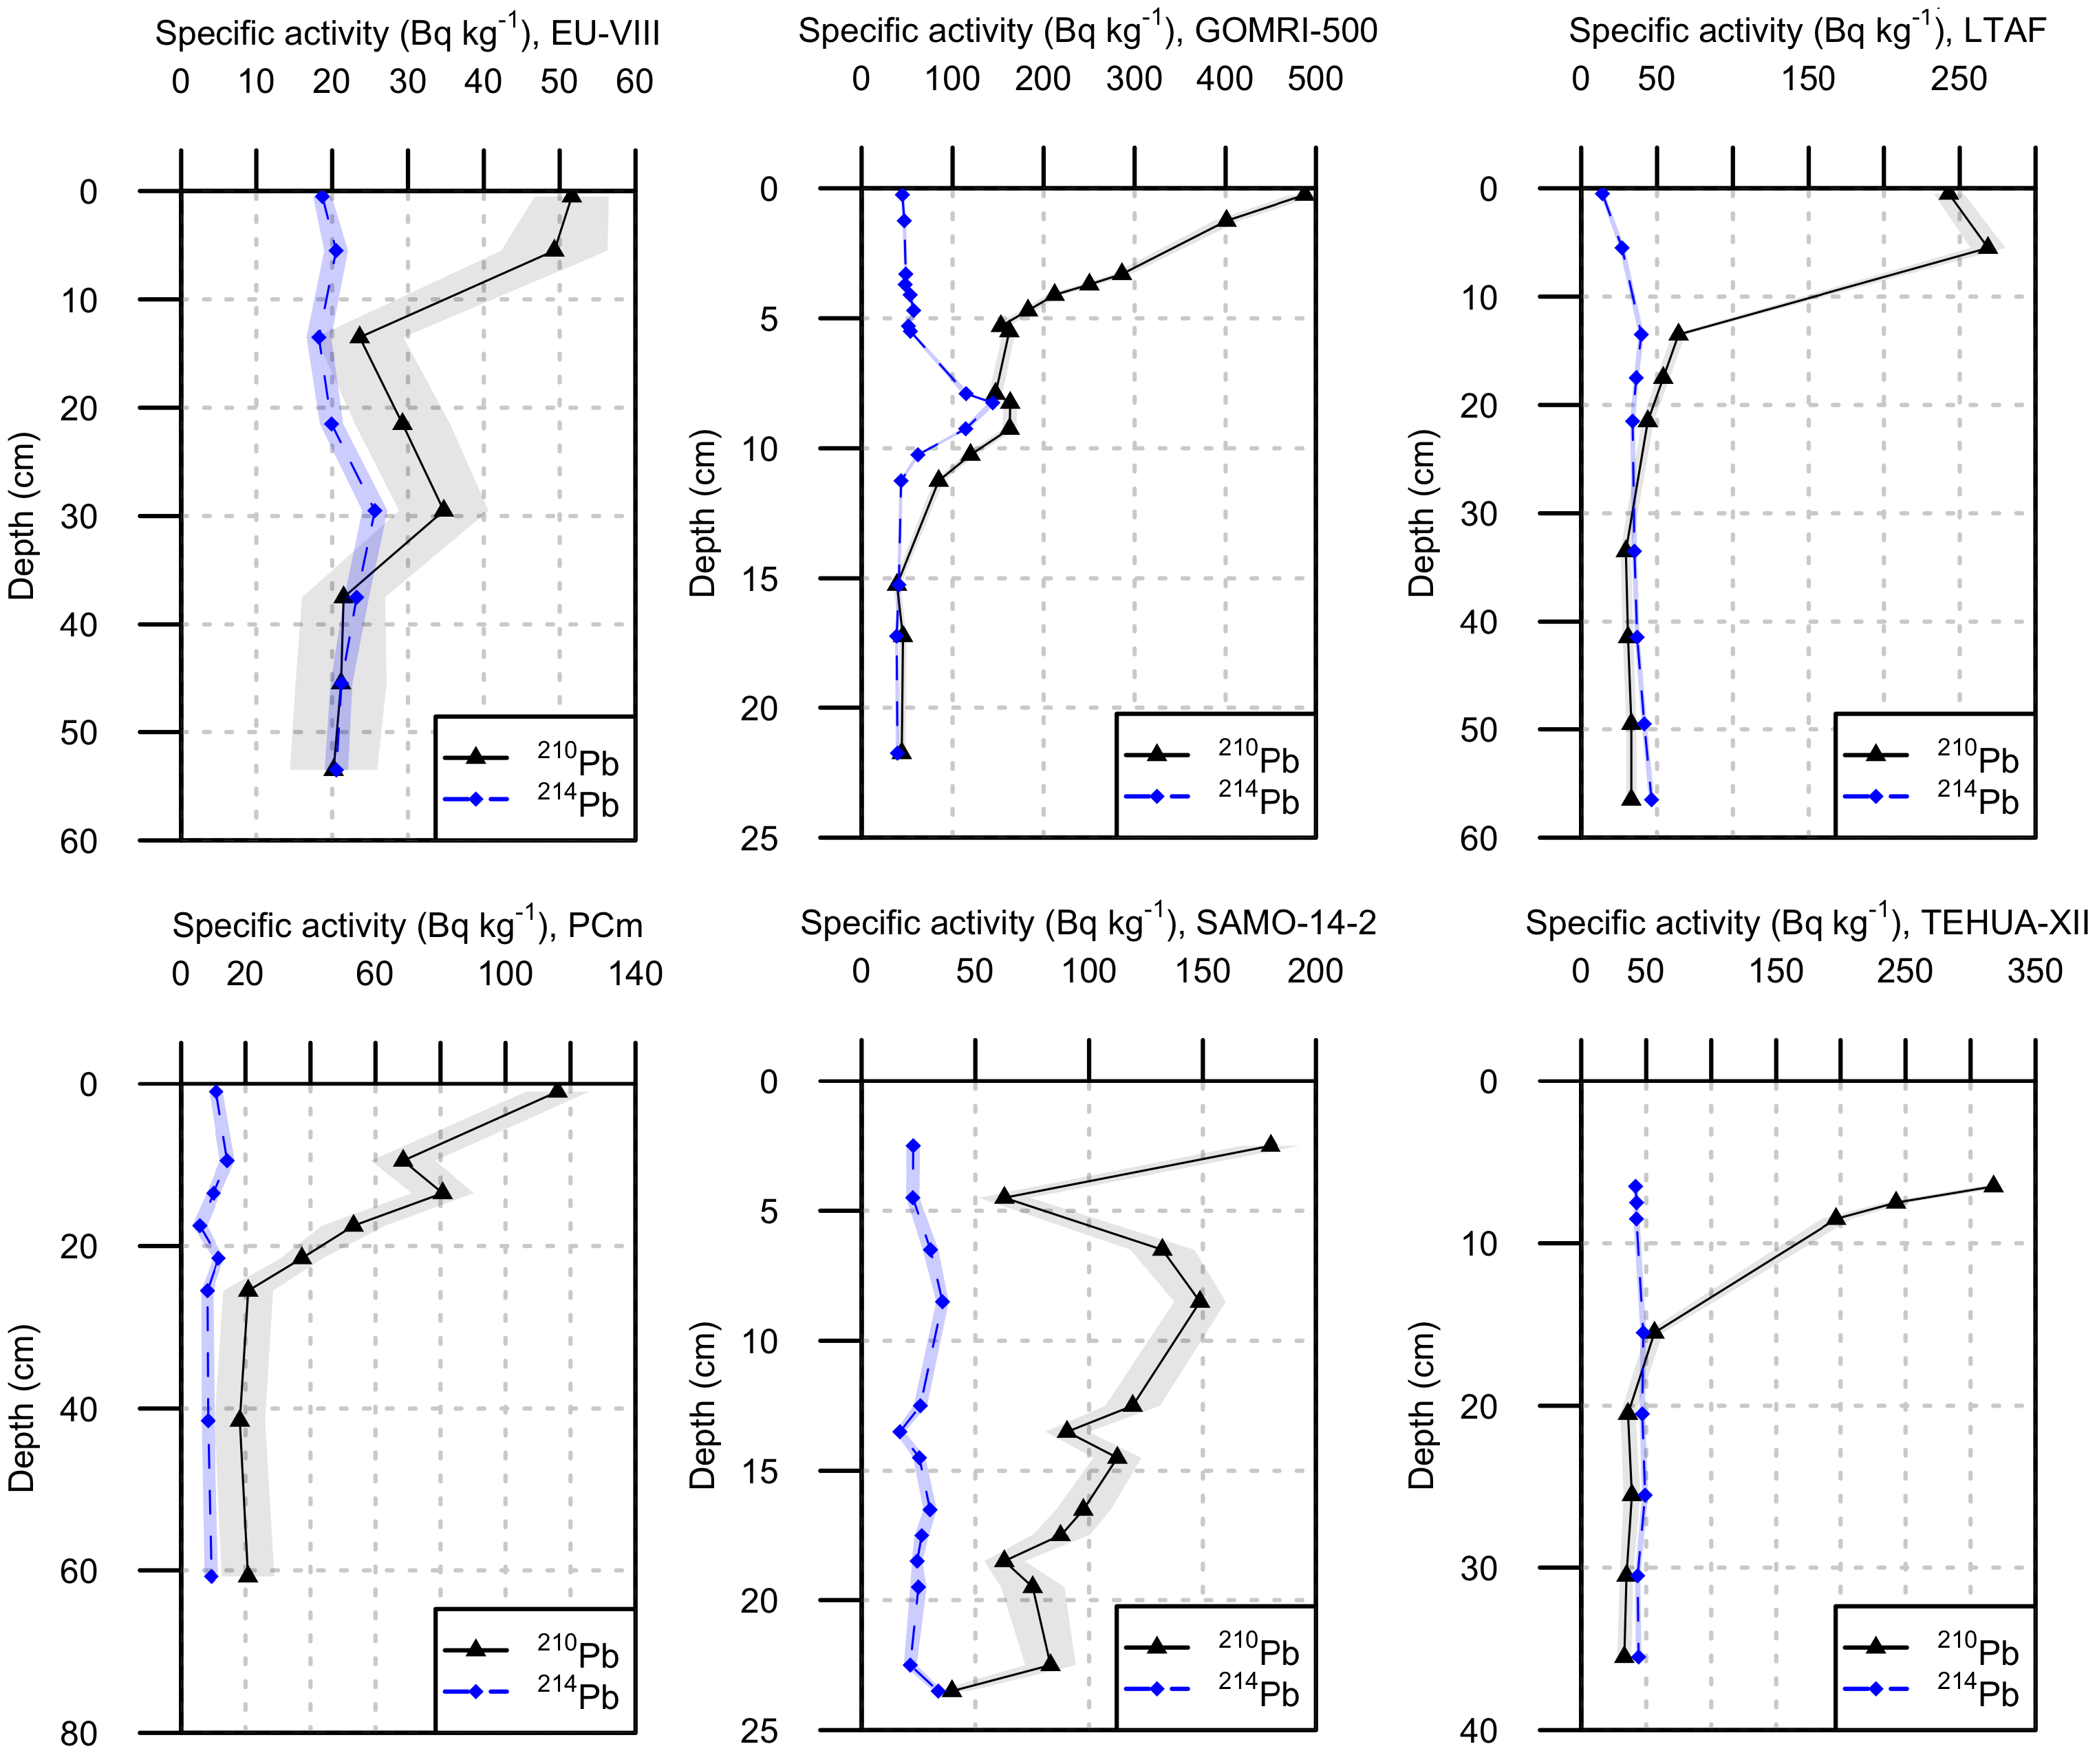 Specific activity (Bq kg⁻¹), EU-VIII
0 10 20 30 40 50 60
Depth (cm)
0
10
20
30
40
50
60
²¹⁰Pb
²¹⁴Pb
Specific activity (Bq kg⁻¹), GOMRI-500
0 100 200 300 400 500
Depth (cm)
0
5
10
15
20
25
²¹⁰Pb
²¹⁴Pb
Specific activity (Bq kg⁻¹), LTAF
0 50 150 250
Depth (cm)
0
10
20
30
40
50
60
²¹⁰Pb
²¹⁴Pb
Specific activity (Bq kg⁻¹), PCm
0 20 60 100 140
Depth (cm)
0
20
40
60
80
²¹⁰Pb
²¹⁴Pb
Specific activity (Bq kg⁻¹), SAMO-14-2
0 50 100 150 200
Depth (cm)
0
5
10
15
20
25
²¹⁰Pb
²¹⁴Pb
Specific activity (Bq kg⁻¹), TEHUA-XII
0 50 150 250 350
Depth (cm)
0
10
20
30
40
²¹⁰Pb
²¹⁴Pb